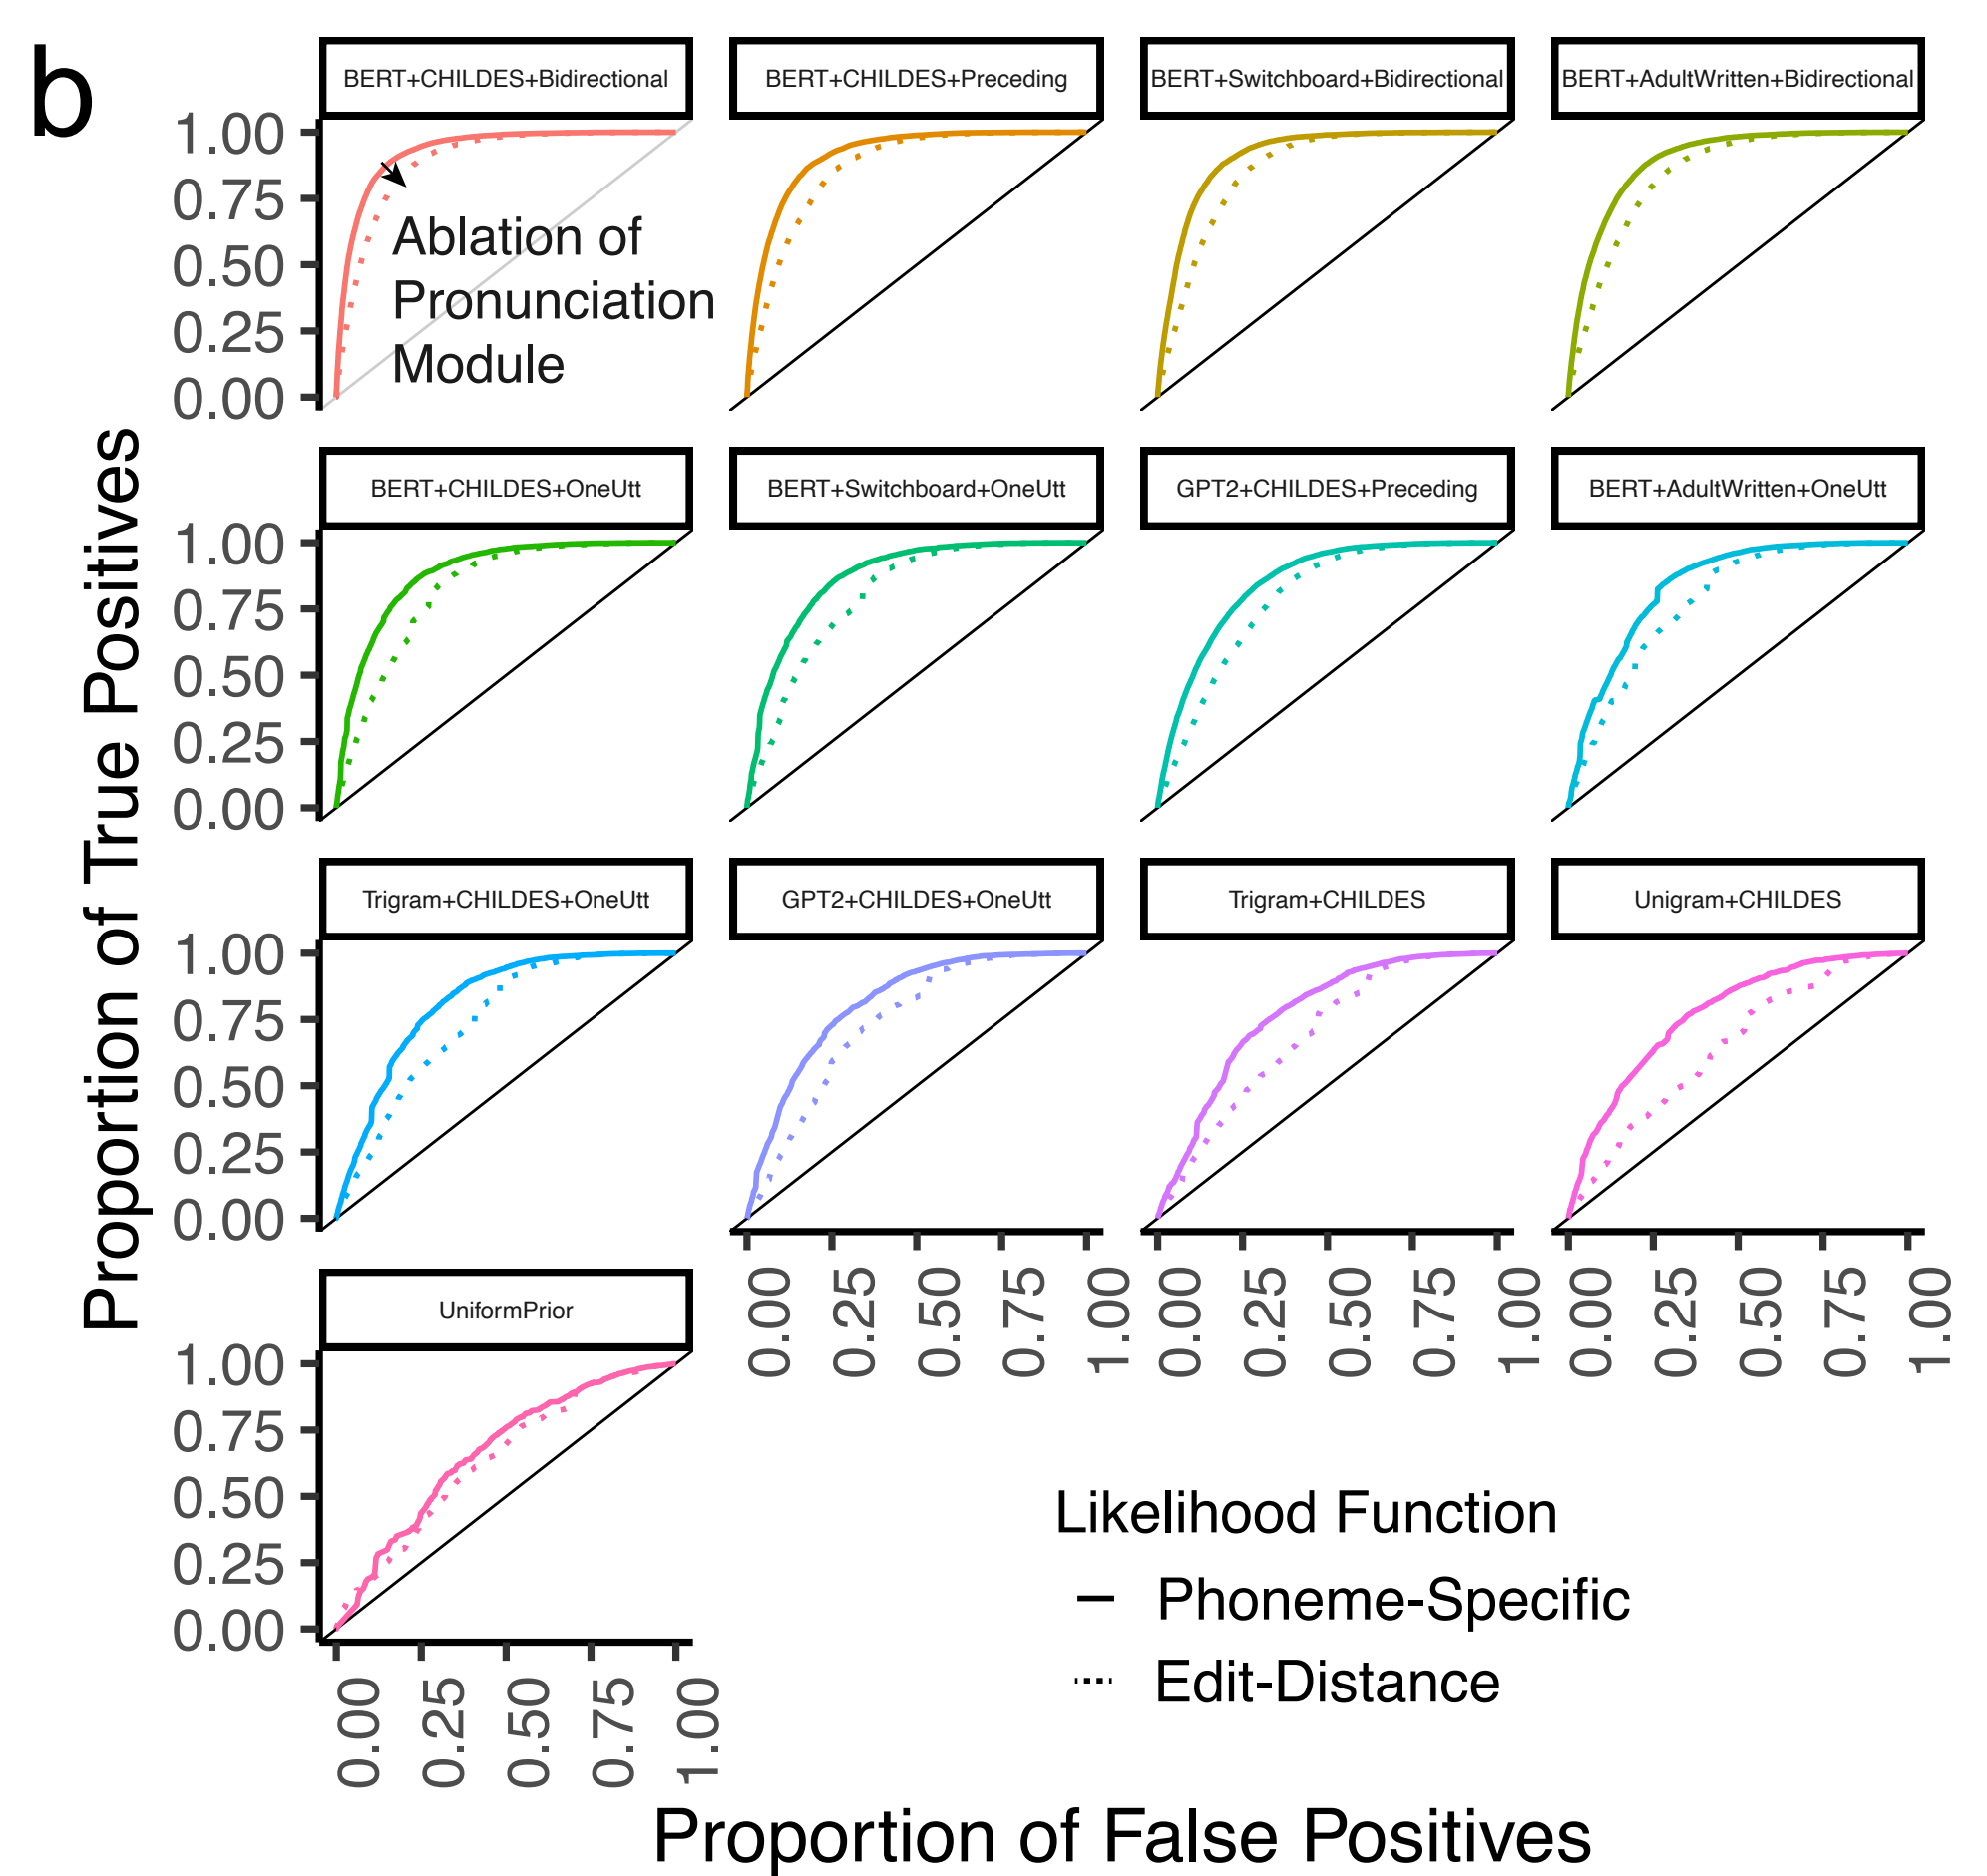 b
BERT+CHILDES+Bidirectional
BERT+CHILDES+Preceding
BERT+Switchboard+Bidirectional
BERT+AdultWritten+Bidirectional
1.00
0.75
0.50
0.25
0.00
Ablation of
Pronunciation
Module
BERT+CHILDES+OneUtt
BERT+Switchboard+OneUtt
GPT2+CHILDES+Preceding
BERT+AdultWritten+OneUtt
1.00
0.75
0.50
0.25
0.00
Proportion of True Positives
Trigram+CHILDES+OneUtt
GPT2+CHILDES+OneUtt
Trigram+CHILDES
Unigram+CHILDES
1.00
0.75
0.50
0.25
0.00
0.00
0.25
0.50
0.75
1.00
0.00
0.25
0.50
0.75
1.00
0.00
0.25
0.50
0.75
1.00
UniformPrior
1.00
0.75
0.50
0.25
0.00
0.00
0.25
0.50
0.75
1.00
Likelihood Function
Phoneme-Specific
Edit-Distance
Proportion of False Positives